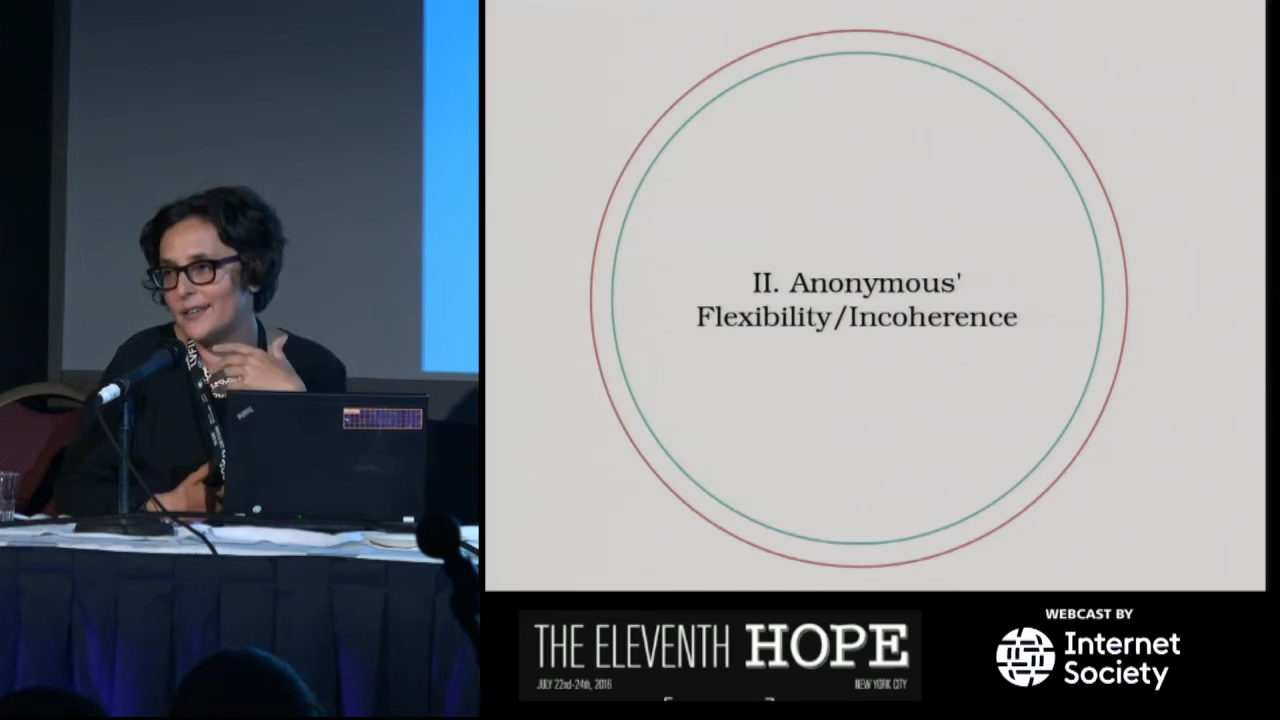 II. Anonymous'
Flexibility/Incoherence
THE ELEVENTH HOPE
JULY 22nd-24th, 2016
NEW YORK CITY
WEBCAST BY
Internet
Society